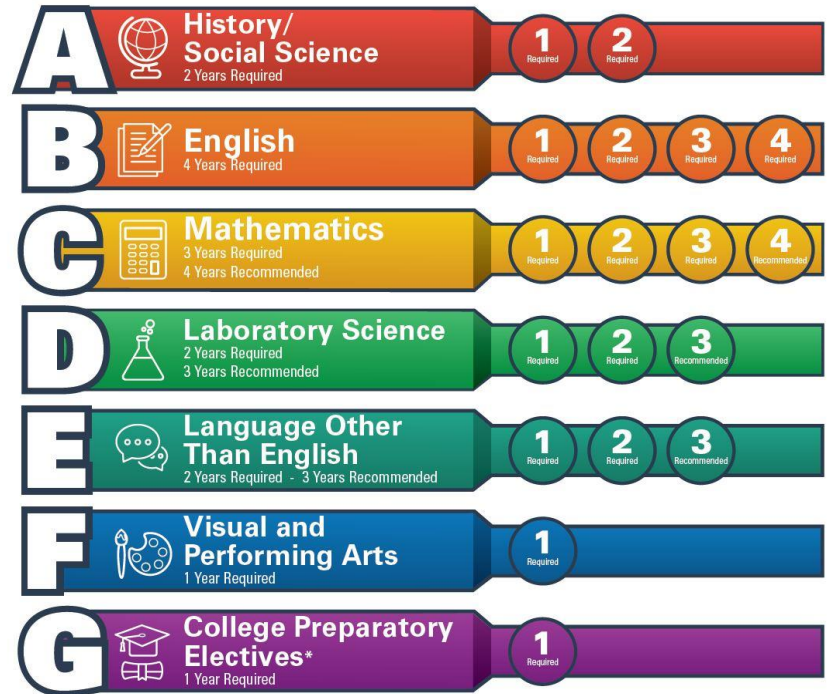 A
History/
Social Science
2 Years Required
1 2
Required Required
B
English
4 Years Required
1 2 3 4
Required Required Required Required
C
Mathematics
3 Years Required
4 Years Recommended
1 2 3 4
Required Required Required Recommended
D
Laboratory Science
2 Years Required
3 Years Recommended
1 2 3
Required Required Recommended
E
Language Other
Than English
2 Years Required - 3 Years Recommended
1 2 3
Required Required Recommended
F
Visual and
Performing Arts
1 Year Required
1
Required
G
College Preparatory
Electives*
1 Year Required
1
Required